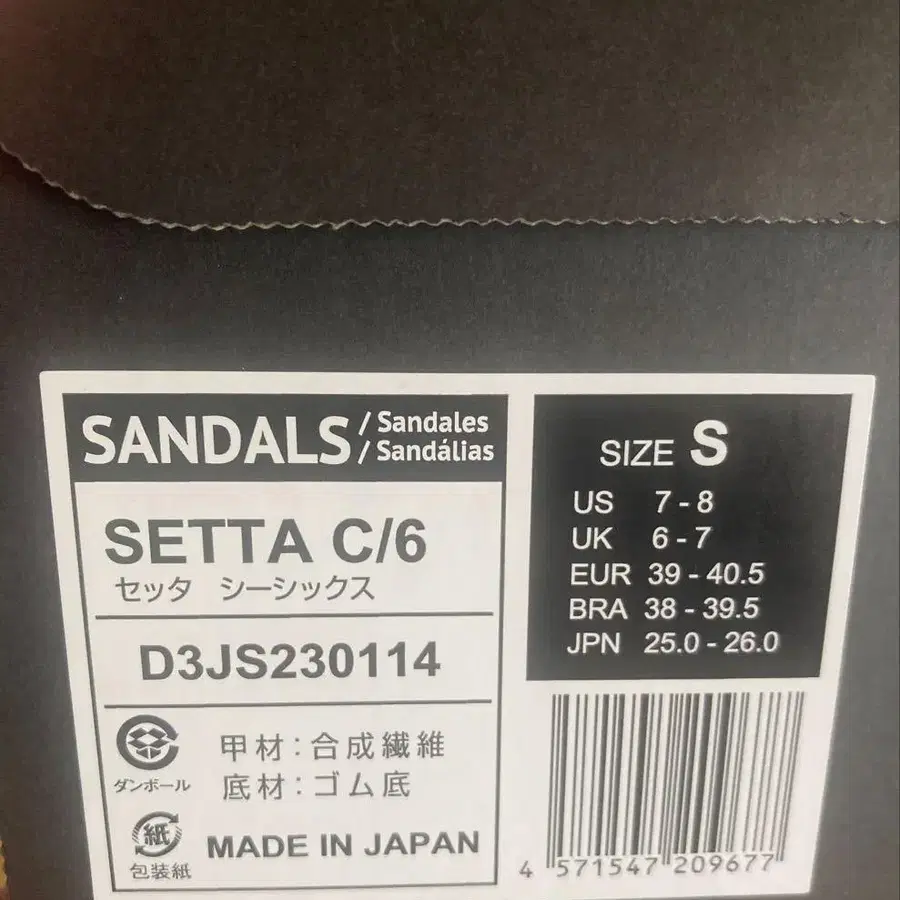 SANDALS / Sandales
/ Sandálias
SETTA C/6
セッタ シーシックス
D3JS230114
ダンボール
甲材:合成繊維
底材:ゴム底
紙
包装紙
MADE IN JAPAN
SIZE S
US 7 - 8
UK 6 - 7
EUR 39 - 40.5
BRA 38 - 39.5
JPN 25.0 - 26.0
4 571547 209677